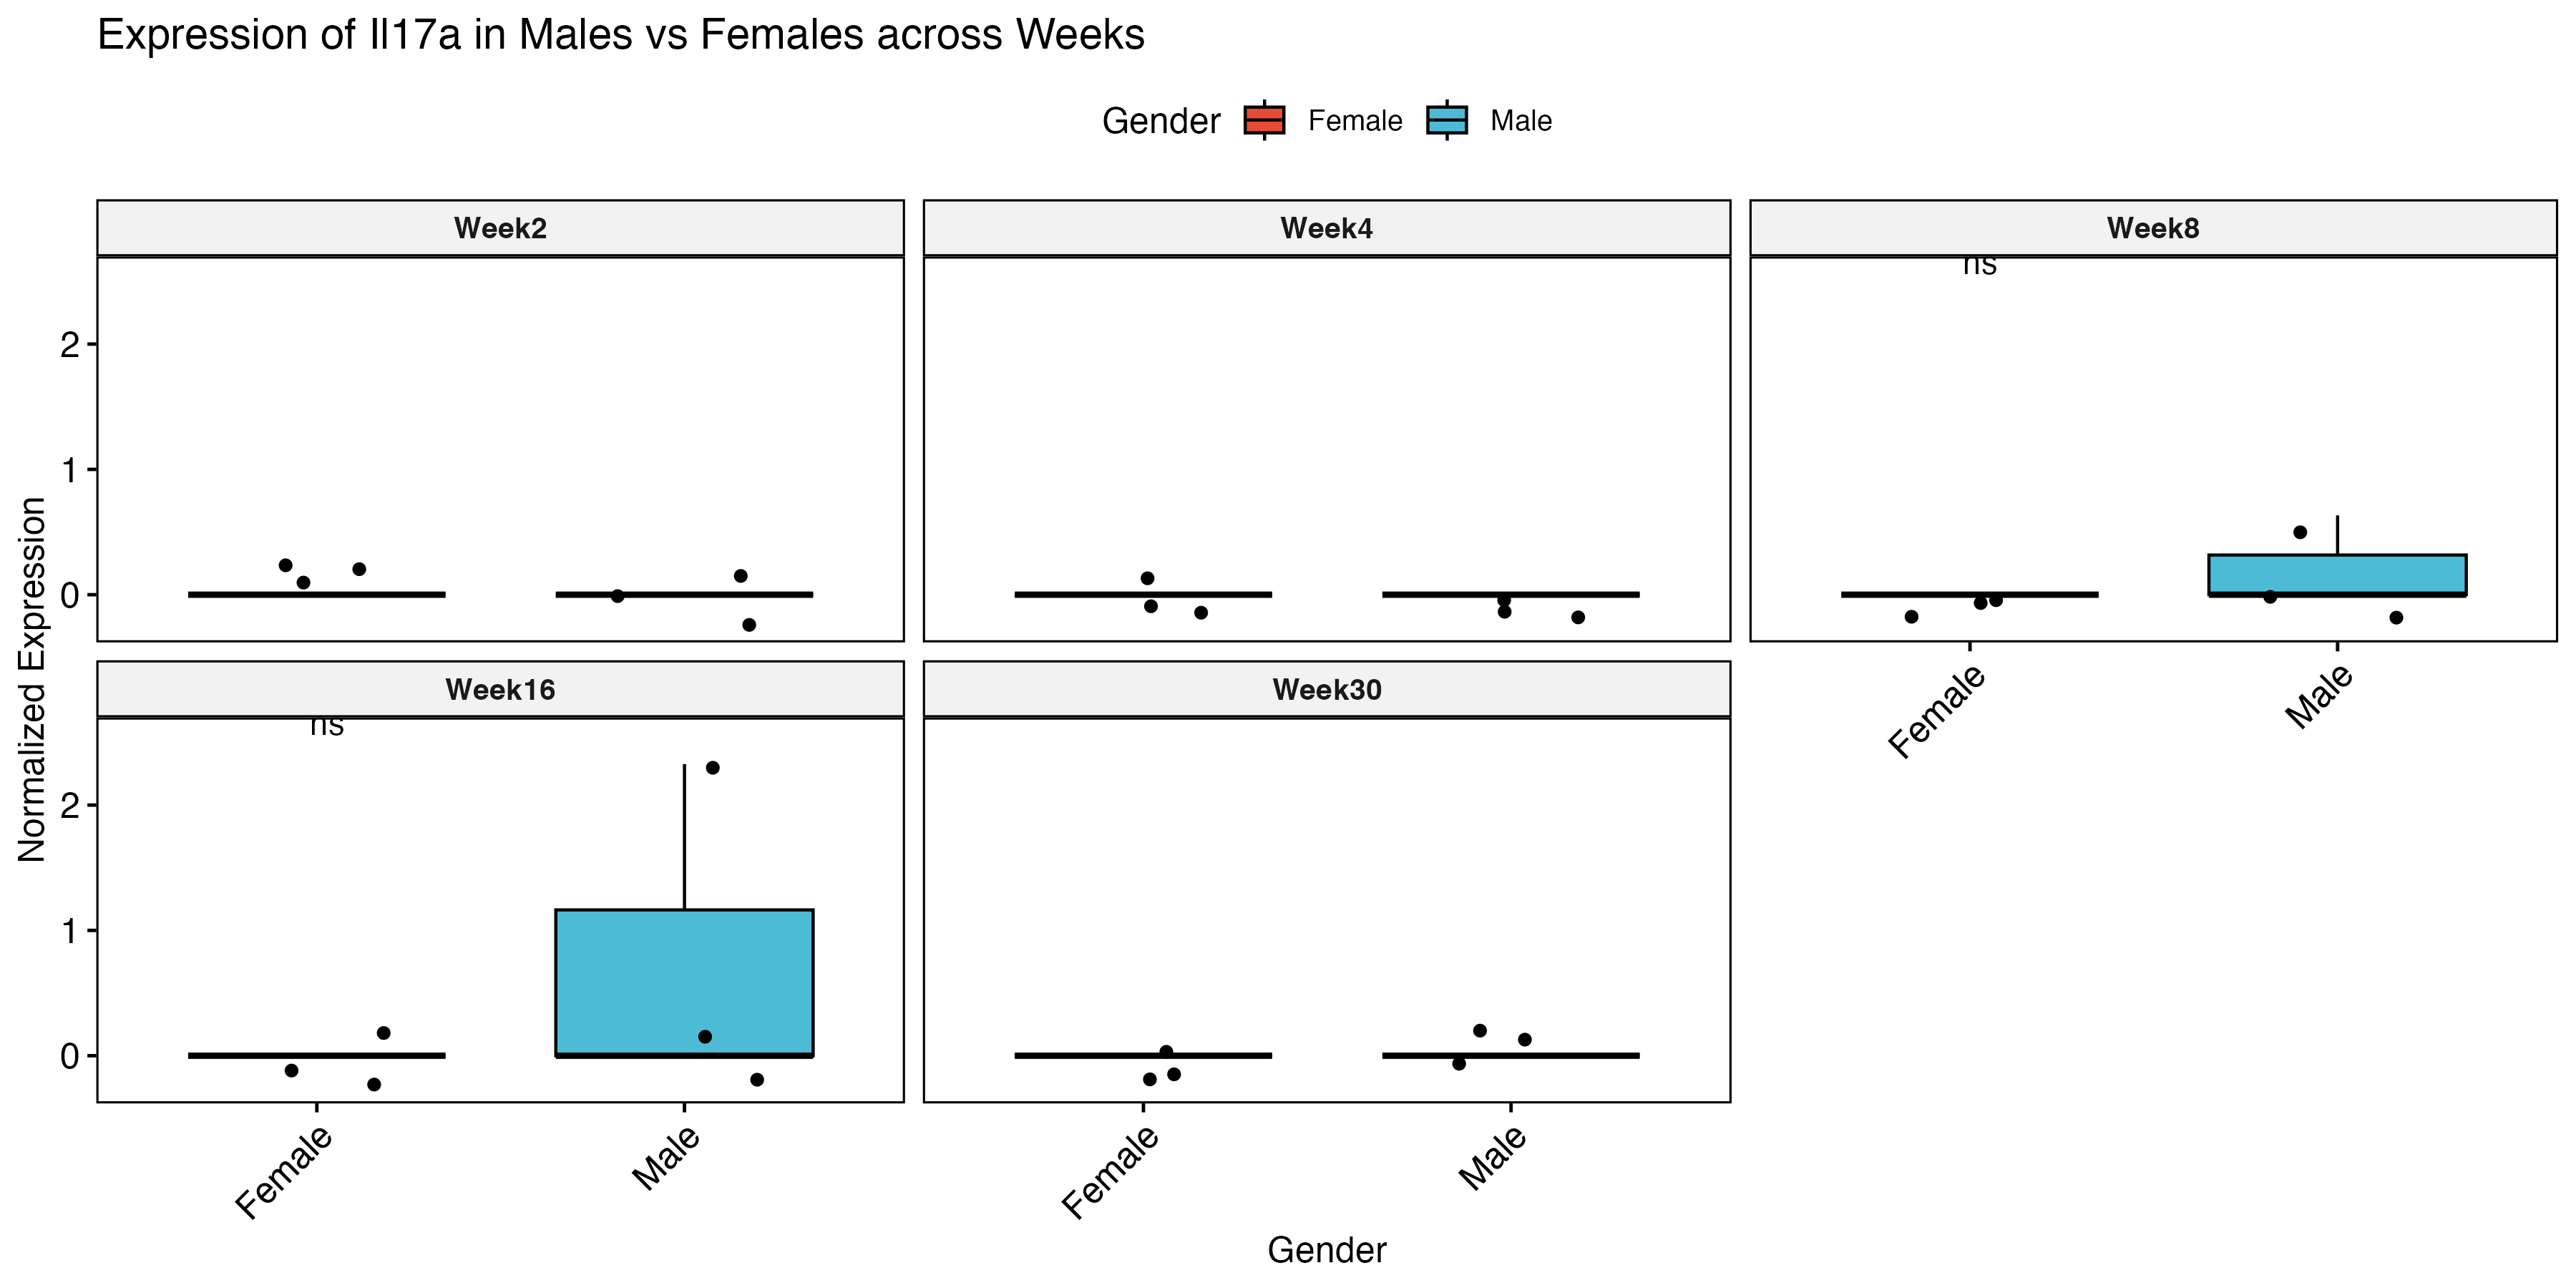 Expression of Il17a in Males vs Females across Weeks
Gender Female Male
Week2 Week4 Week8
ns
2
1
0
Female Male
Normalized Expression
Week16 Week30
ns
2
1
0
Female Male Female Male
Gender